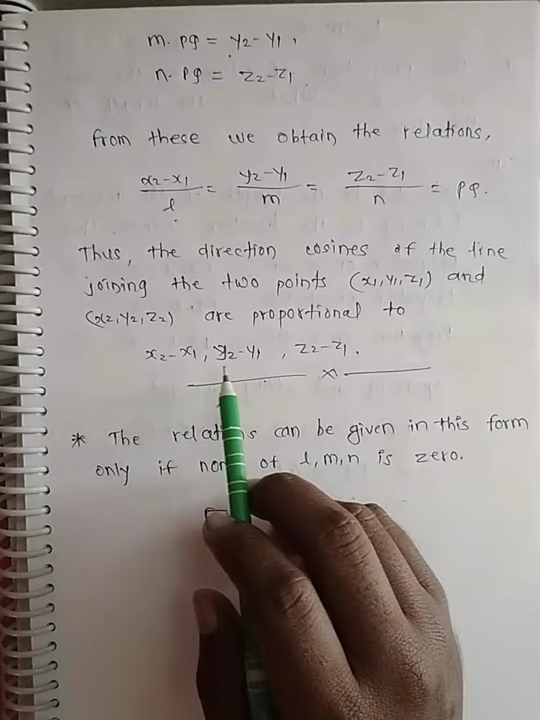 m. PQ = y2-y1,
n. PQ = z2-z1
from these we obtain the relations,
x2-x1/l = y2-y1/m = z2-z1/n = PQ.
Thus, the direction cosines of the line
joining the two points (x1,y1,z1) and
(x2,y2,z2) are proportional to
x2-x1, y2-y1, z2-z1.
* The can be given in this form
only if of l,m,n is zero.